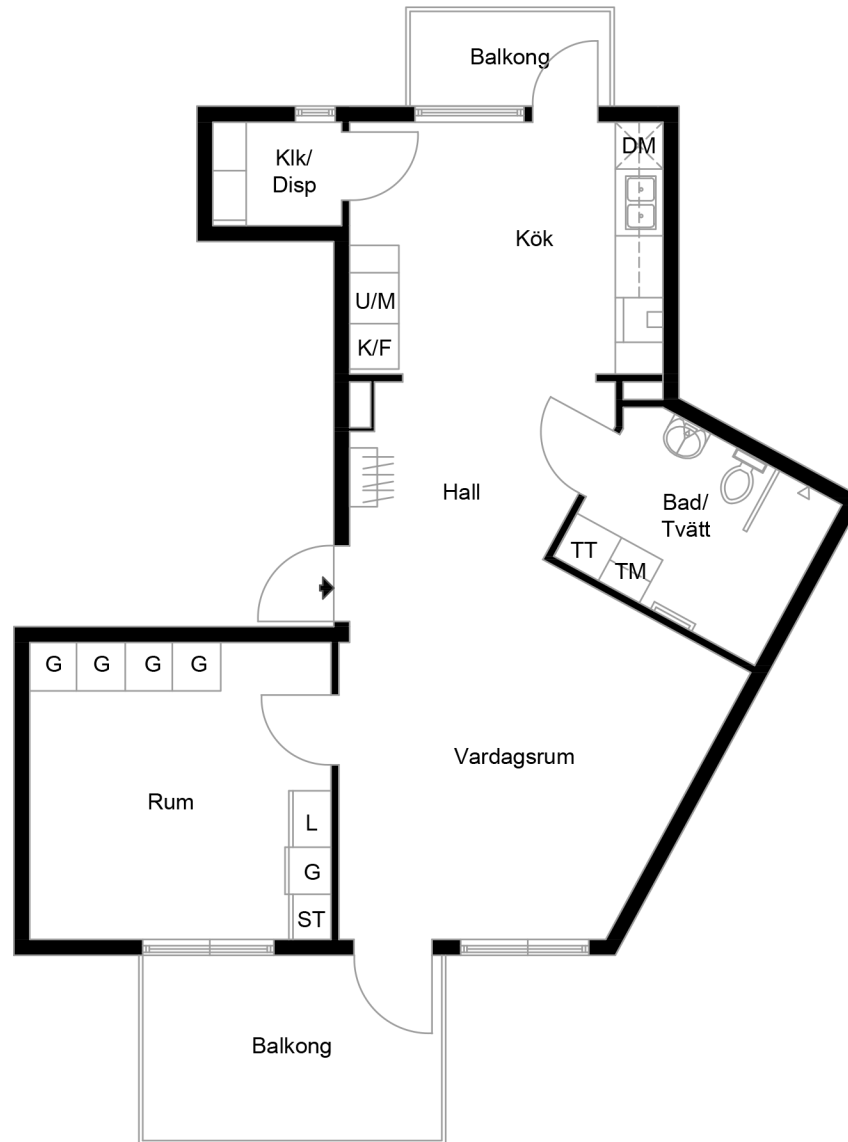 Balkong
DM
Klk/
Disp
Kök
U/M
K/F
Hall
Bad/
Tvätt
TT
TM
G G G G
Vardagsrum
Rum
L
G
ST
Balkong